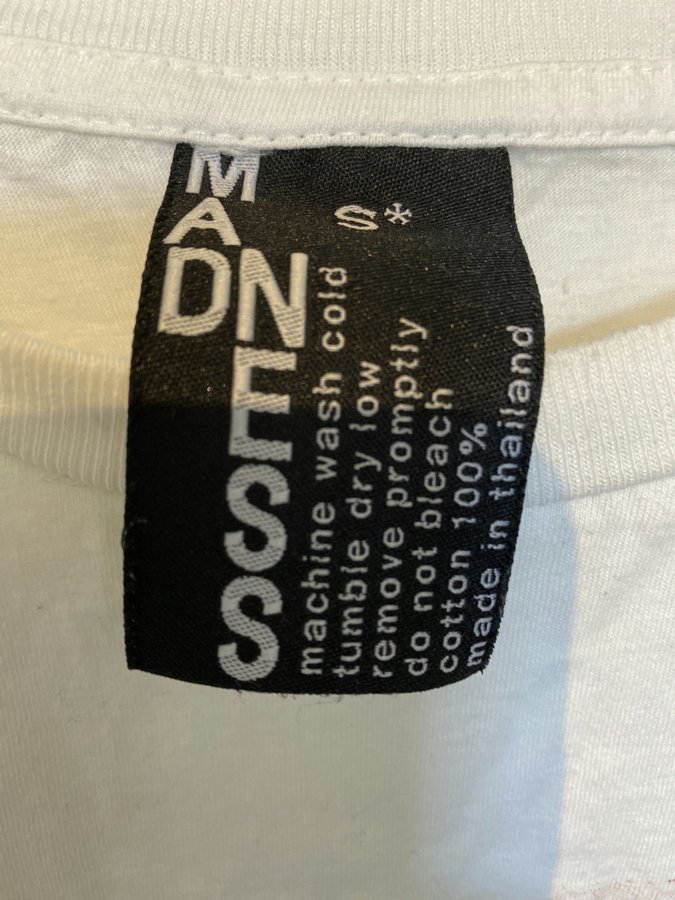 MADNESS
S*
machine wash cold
tumble dry low
remove promptly
do not bleach
cotton 100%
made in thailand